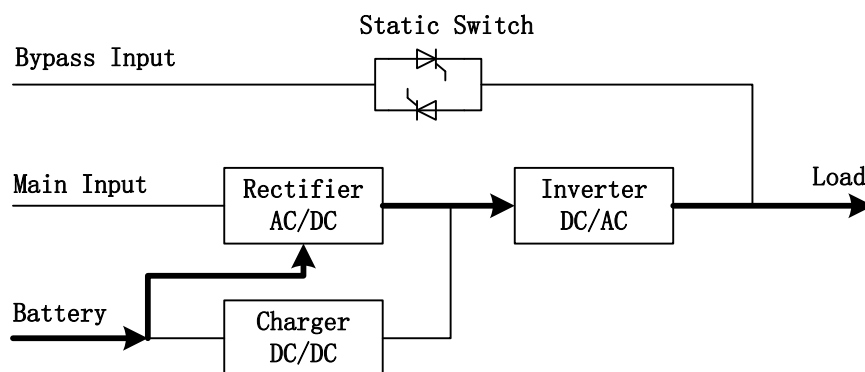 Static Switch
Bypass Input
Main Input
Rectifier
AC/DC
Inverter
DC/AC
Load
Battery
Charger
DC/DC